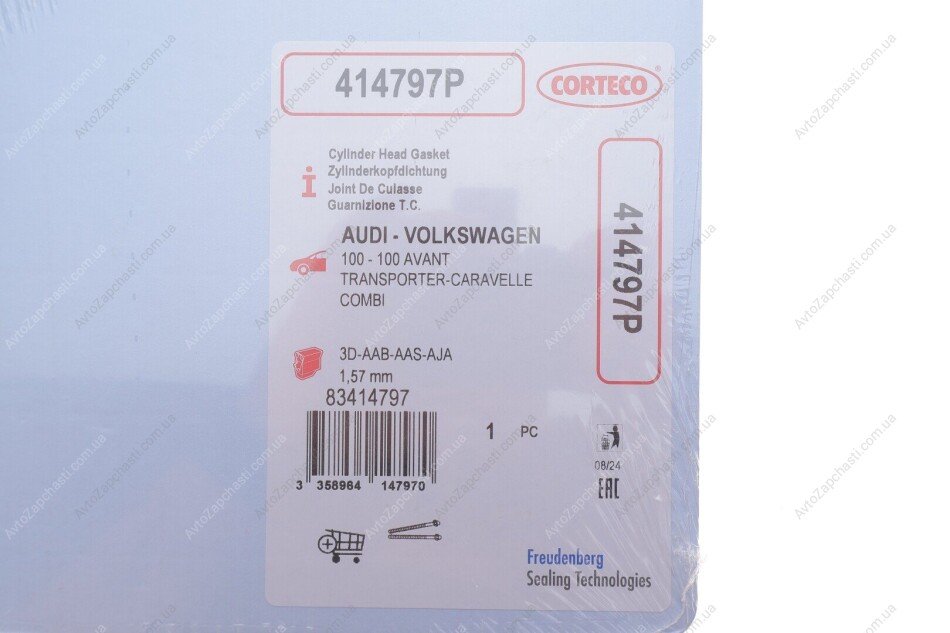 414797P
CORTECO®
Cylinder Head Gasket
Zylinderkopfdichtung
Joint De Culasse
Guarnizione T.C.
AUDI - VOLKSWAGEN
100 - 100 AVANT
TRANSPORTER-CARAVELLE
COMBI
414797P
3D-AAB-AAS-AJA
1,57 mm
83414797
1 PC
08/24
EAC
3 358964 147970
Freudenberg
Sealing Technologies
AvtoZapchasti.com.ua